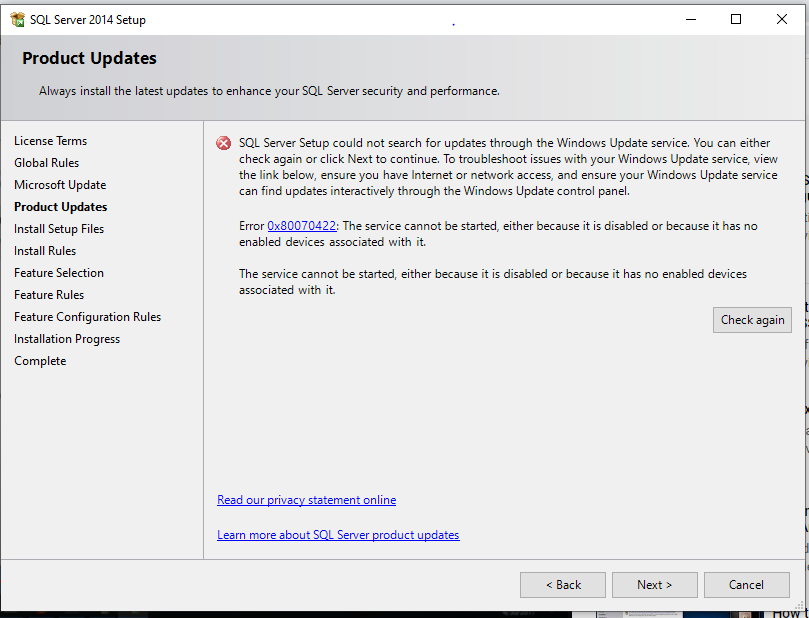 SQL Server 2014 Setup
Product Updates
Always install the latest updates to enhance your SQL Server security and performance.
License Terms
Global Rules
Microsoft Update
Product Updates
Install Setup Files
Install Rules
Feature Selection
Feature Rules
Feature Configuration Rules
Installation Progress
Complete
SQL Server Setup could not search for updates through the Windows Update service. You can either
check again or click Next to continue. To troubleshoot issues with your Windows Update service, view
the link below, ensure you have Internet or network access, and ensure your Windows Update service
can find updates interactively through the Windows Update control panel.
Error 0x80070422: The service cannot be started, either because it is disabled or because it has no
enabled devices associated with it.
The service cannot be started, either because it is disabled or because it has no enabled devices
associated with it.
Check again
Read our privacy statement online
Learn more about SQL Server product updates
< Back
Next >
Cancel
How t